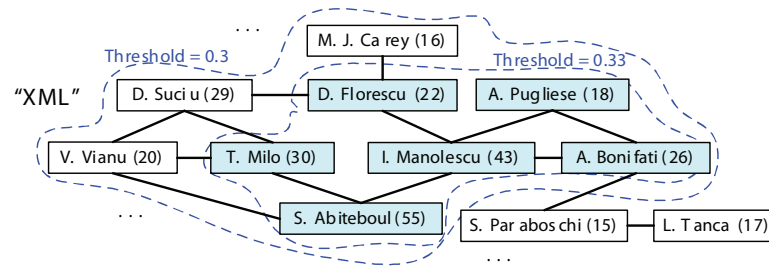 . . .
M. J. Carey (16)
Threshold = 0.3
Threshold = 0.33
"XML"
D. Suciu (29)
D. Florescu (22)
A. Pugliese (18)
V. Vianu (20)
T. Milo (30)
I. Manolescu (43)
A. Bonifati (26)
. . .
S. Abiteboul (55)
S. Paraboschi (15)
L. Tanca (17)
. . .